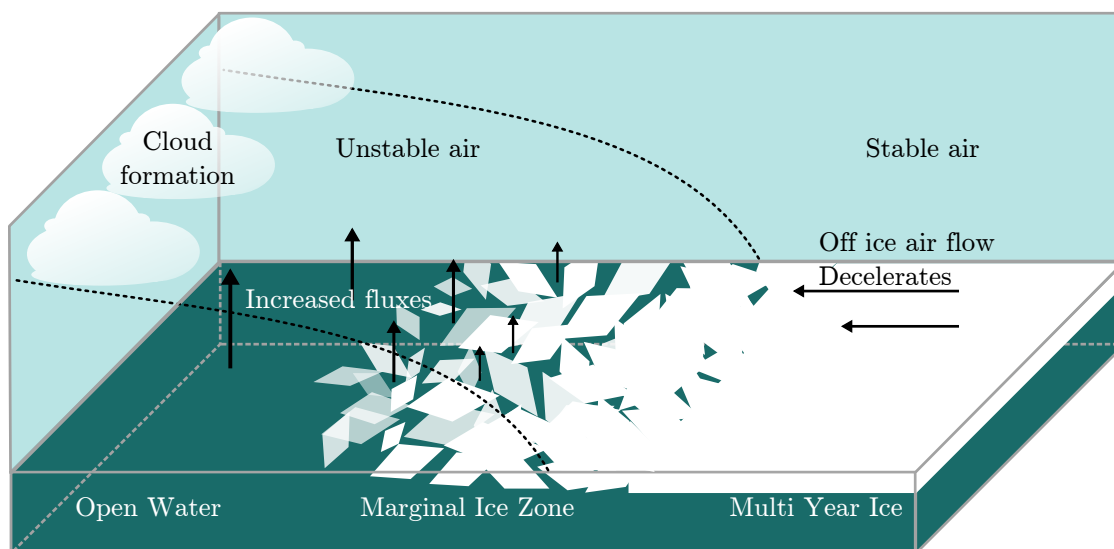 Cloud
formation
Unstable air
Stable air
Off ice air flow
Decelerates
Increased fluxes
Open Water
Marginal Ice Zone
Multi Year Ice